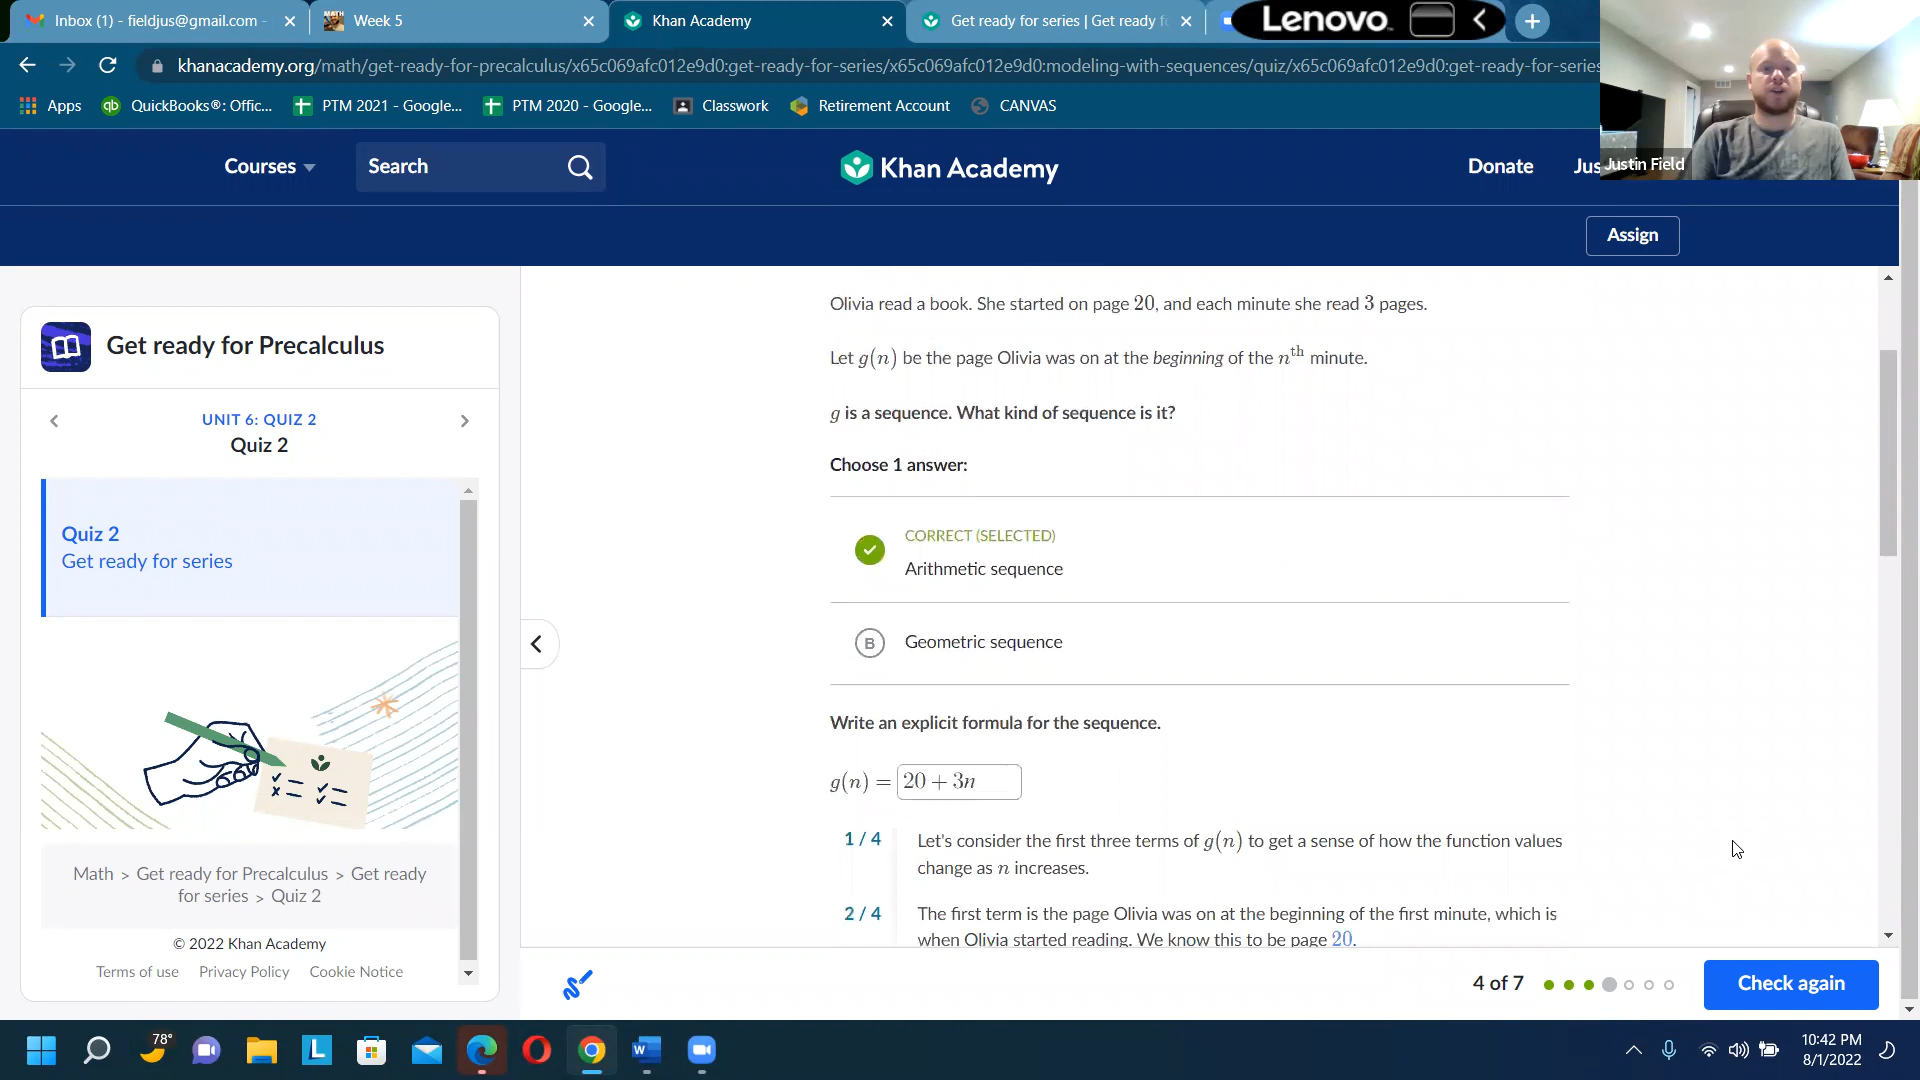 Inbox (1) - fieldjus@gmail.com -
Week 5
Khan Academy
Get ready for series | Get ready f
Lenovo
khanacademy.org/math/get-ready-for-precalculus/x65c069afc012e9d0:get-ready-for-series/x65c069afc012e9d0:modeling-with-sequences/quiz/x65c069afc012e9d0:get-ready-for-series
Apps
QuickBooks®: Offic...
PTM 2021 - Google...
PTM 2020 - Google...
Classwork
Retirement Account
CANVAS
Justin Field
Courses
Search
Khan Academy
Donate
Jus
Assign
Get ready for Precalculus
UNIT 6: QUIZ 2
Quiz 2
Quiz 2
Get ready for series
Math > Get ready for Precalculus > Get ready
for series > Quiz 2
© 2022 Khan Academy
Terms of use Privacy Policy Cookie Notice
Olivia read a book. She started on page 20, and each minute she read 3 pages.
Let g(n) be the page Olivia was on at the beginning of the nth minute.
g is a sequence. What kind of sequence is it?
Choose 1 answer:
CORRECT (SELECTED)
Arithmetic sequence
B Geometric sequence
Write an explicit formula for the sequence.
g(n) = 20 + 3n
1 / 4 Let's consider the first three terms of g(n) to get a sense of how the function values
change as n increases.
2 / 4 The first term is the page Olivia was on at the beginning of the first minute, which is
when Olivia started reading. We know this to be page 20.
4 of 7
Check again
78°
10:42 PM
8/1/2022